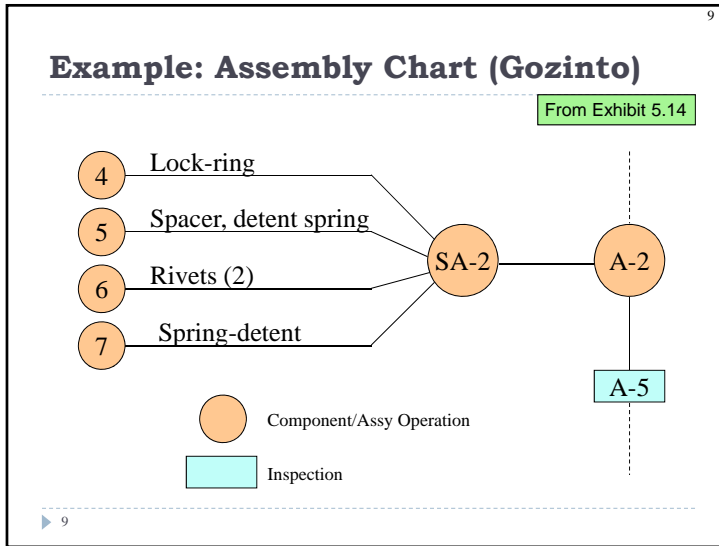 9
Example: Assembly Chart (Gozinto)
From Exhibit 5.14
4 Lock-ring
5 Spacer, detent spring
SA-2 A-2
6 Rivets (2)
7 Spring-detent
A-5
Component/Assy Operation
Inspection
9